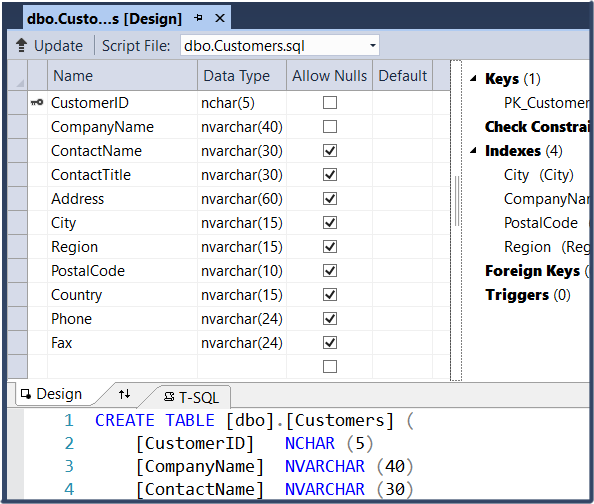 dbo.Custo...s [Design]
Update Script File: dbo.Customers.sql
Name Data Type Allow Nulls Default
CustomerID nchar(5)
CompanyName nvarchar(40)
ContactName nvarchar(30)
ContactTitle nvarchar(30)
Address nvarchar(60)
City nvarchar(15)
Region nvarchar(15)
PostalCode nvarchar(10)
Country nvarchar(15)
Phone nvarchar(24)
Fax nvarchar(24)
Keys (1)
PK_Customer
Check Constrai
Indexes (4)
City (City)
CompanyNam
PostalCode (
Region (Reg
Foreign Keys (
Triggers (0)
Design T-SQL
1 CREATE TABLE [dbo].[Customers] (
2 [CustomerID] NCHAR (5)
3 [CompanyName] NVARCHAR (40)
4 [ContactName] NVARCHAR (30)